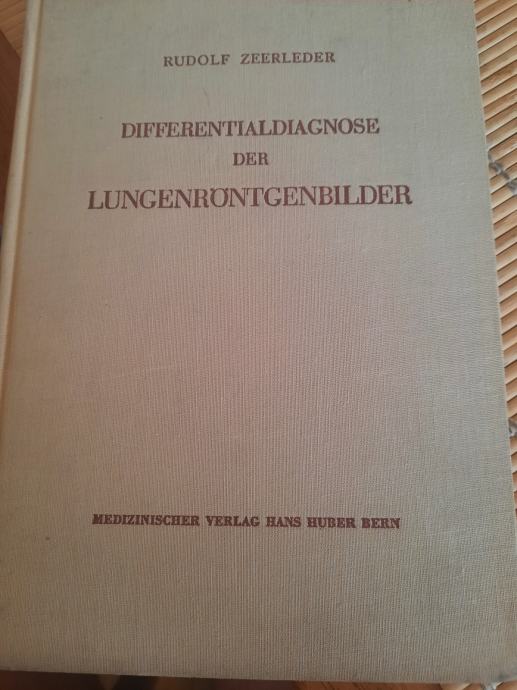 RUDOLF ZEERLEDER
DIFFERENTIALDIAGNOSE
DER
LUNGENRÖNTGENBILDER
MEDIZINISCHER VERLAG HANS HUBER BERN